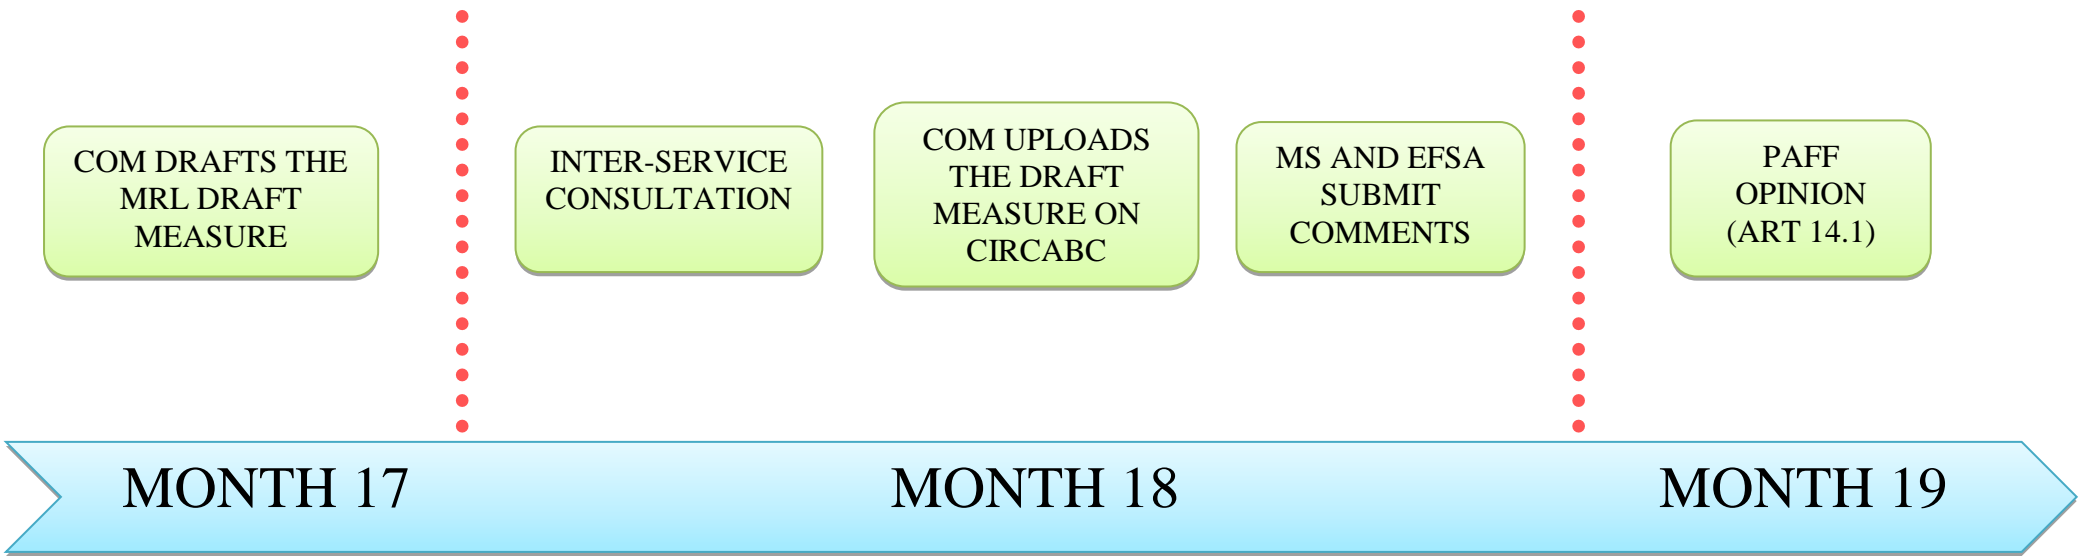 COM DRAFTS THE
MRL DRAFT
MEASURE
INTER-SERVICE
CONSULTATION
COM UPLOADS
THE DRAFT
MEASURE ON
CIRCABC
MS AND EFSA
SUBMIT
COMMENTS
PAFF
OPINION
(ART 14.1)
MONTH 17
MONTH 18
MONTH 19